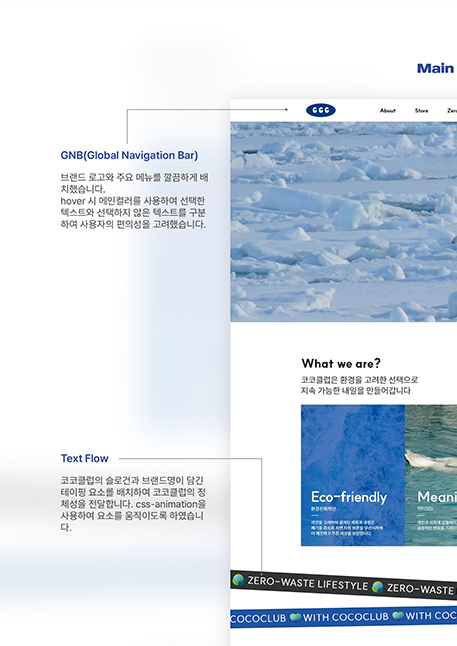 Main
GGG
About Store Zero
GNB(Global Navigation Bar)
브랜드 로고와 주요 메뉴를 깔끔하게 배
치했습니다.
hover 시 메인컬러를 사용하여 선택한
텍스트와 선택하지 않은 텍스트를 구분
하여 사용자의 편의성을 고려했습니다.
What we are?
코코클럽은 환경을 고려한 선택으로
지속 가능한 내일을 만들어갑니다
Eco-friendly
환경친화적인
Meani
의미있는
Text Flow
코코클럽의 슬로건과 브랜드명이 담긴
테이핑 요소를 배치하여 코코클럽의 정
체성을 전달합니다. css-animation을
사용하여 요소를 움직이도록 하였습니
다.
ZERO-WASTE LIFESTYLE ZERO-WASTE
COCOCLUB WITH COCOCLUB WITH COC